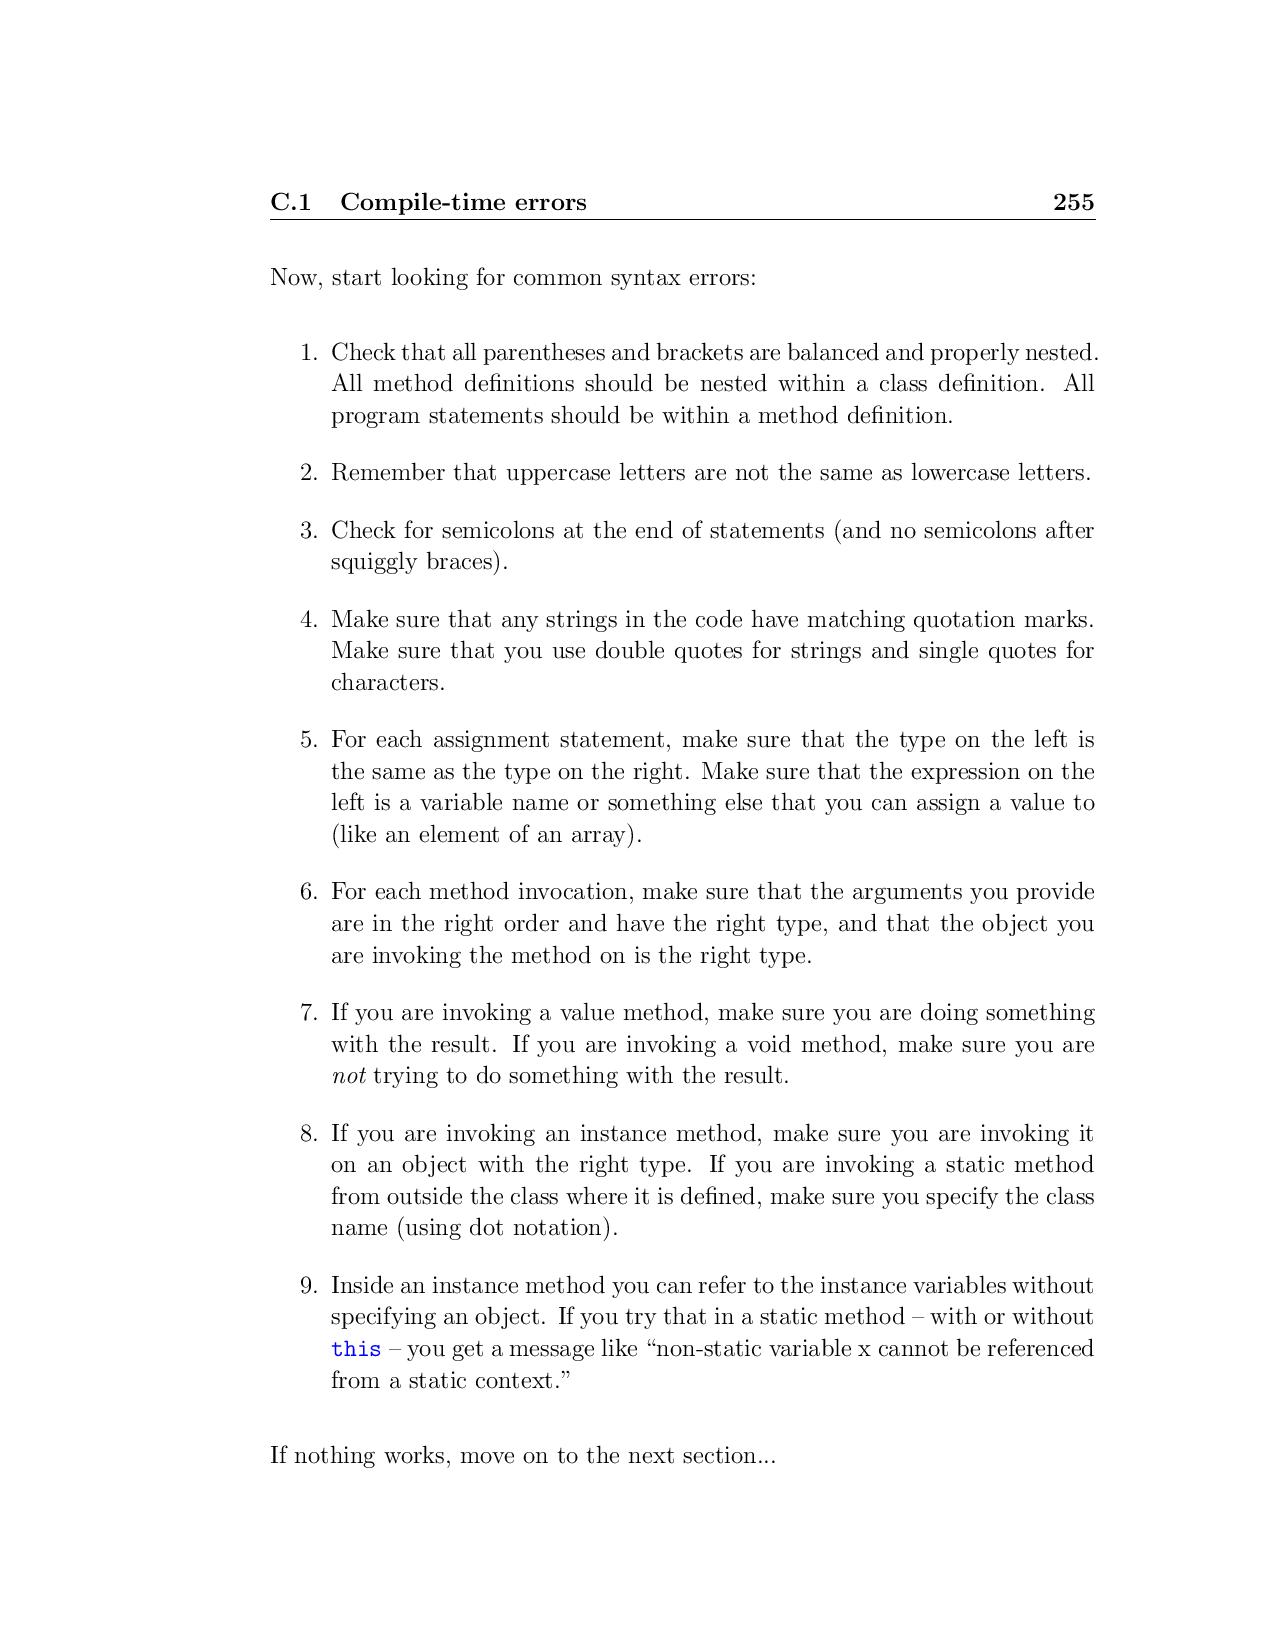 C.1 Compile-time errors 255
Now, start looking for common syntax errors:
1. Check that all parentheses and brackets are balanced and properly nested.
All method definitions should be nested within a class definition. All
program statements should be within a method definition.
2. Remember that uppercase letters are not the same as lowercase letters.
3. Check for semicolons at the end of statements (and no semicolons after
squiggly braces).
4. Make sure that any strings in the code have matching quotation marks.
Make sure that you use double quotes for strings and single quotes for
characters.
5. For each assignment statement, make sure that the type on the left is
the same as the type on the right. Make sure that the expression on the
left is a variable name or something else that you can assign a value to
(like an element of an array).
6. For each method invocation, make sure that the arguments you provide
are in the right order and have the right type, and that the object you
are invoking the method on is the right type.
7. If you are invoking a value method, make sure you are doing something
with the result. If you are invoking a void method, make sure you are
not trying to do something with the result.
8. If you are invoking an instance method, make sure you are invoking it
on an object with the right type. If you are invoking a static method
from outside the class where it is defined, make sure you specify the class
name (using dot notation).
9. Inside an instance method you can refer to the instance variables without
specifying an object. If you try that in a static method – with or without
this – you get a message like “non-static variable x cannot be referenced
from a static context.”
If nothing works, move on to the next section...